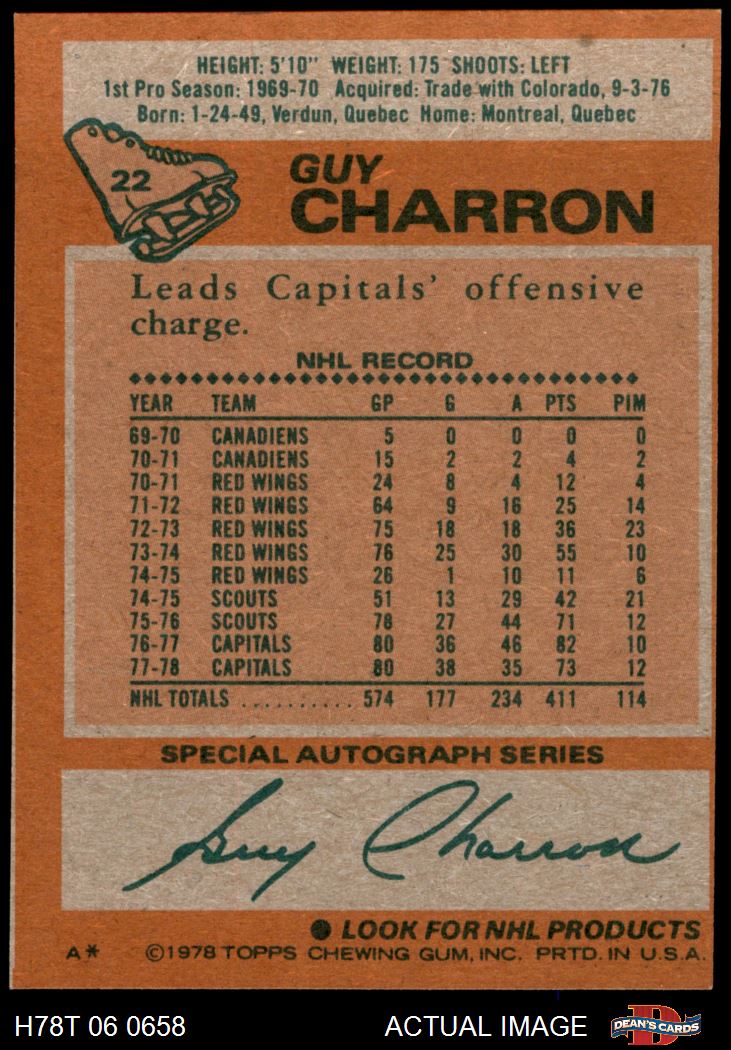 HEIGHT: 5'10" WEIGHT: 175 SHOOTS: LEFT
1st Pro Season: 1969-70 Acquired: Trade with Colorado, 9-3-76
Born: 1-24-49, Verdun, Quebec Home: Montreal, Quebec
22
GUY
CHARRON
Leads Capitals' offensive
charge.
NHL RECORD
YEAR TEAM GP G A PTS PIM
69-70 CANADIENS 5 0 0 0 0
70-71 CANADIENS 15 2 2 4 2
70-71 RED WINGS 24 8 4 12 4
71-72 RED WINGS 64 9 16 25 14
72-73 RED WINGS 75 18 18 36 23
73-74 RED WINGS 76 25 30 55 10
74-75 RED WINGS 26 1 10 11 6
74-75 SCOUTS 51 13 29 42 21
75-76 SCOUTS 78 27 44 71 12
76-77 CAPITALS 80 36 46 82 10
77-78 CAPITALS 80 38 35 73 12
NHL TOTALS .......... 574 177 234 411 114
SPECIAL AUTOGRAPH SERIES
Guy Charron
● LOOK FOR NHL PRODUCTS
A* ©1978 TOPPS CHEWING GUM, INC. PRTD. IN U.S.A.
H78T 06 0658 ACTUAL IMAGE
D
DEAN'S CARDS